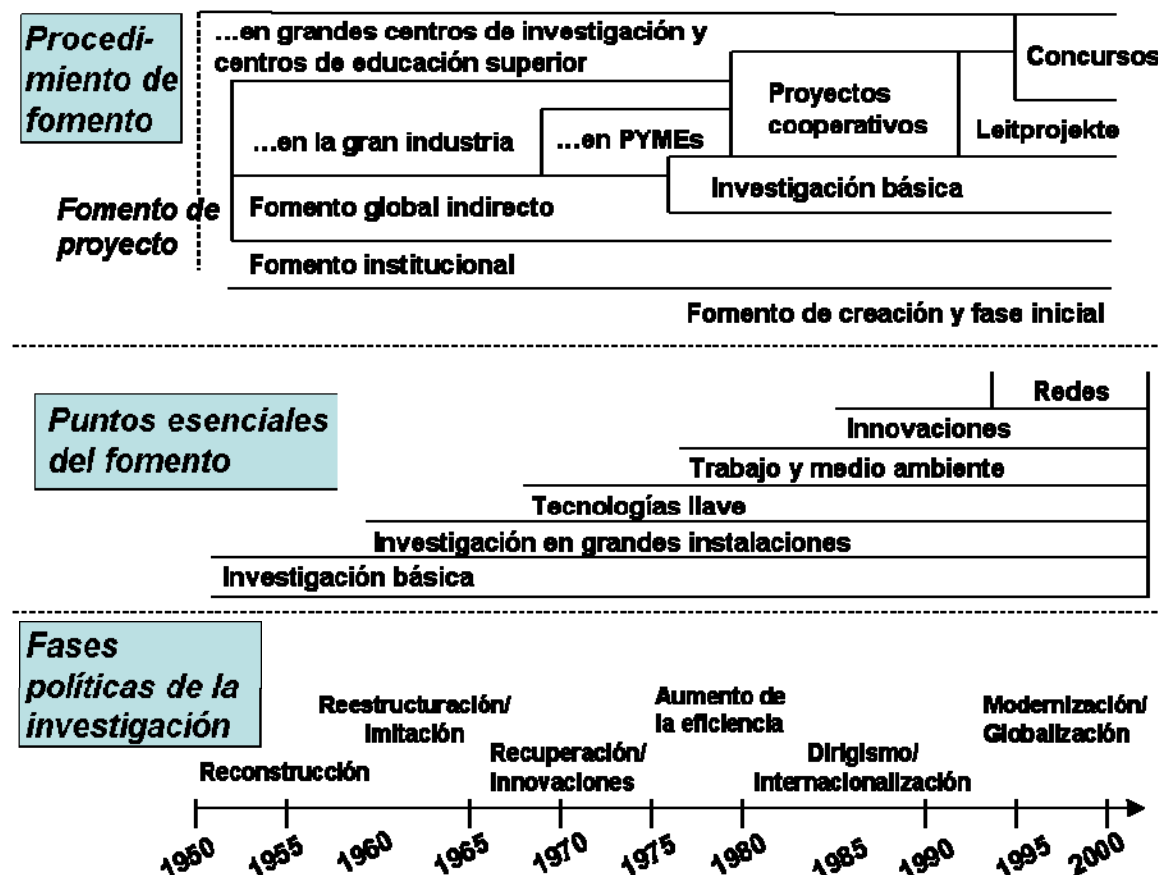 Procedi-
miento de
fomento
...en grandes centros de investigación y
centros de educación superior
Concursos
Proyectos
cooperativos
...en la gran industria
...en PYMEs
Leitprojekte
Investigación básica
Fomento de
proyecto
Fomento global indirecto
Fomento institucional
Fomento de creación y fase inicial
Puntos esenciales
del fomento
Redes
Innovaciones
Trabajo y medio ambiente
Tecnologías llave
Investigación en grandes instalaciones
Investigación básica
Fases
políticas de la
investigación
Reconstrucción
Reestructuración/
Imitación
Recuperación/
Innovaciones
Aumento de
la eficiencia
Dirigismo/
Internacionalización
Modernización/
Globalización
1950
1955
1960
1965
1970
1975
1980
1985
1990
1995
2000